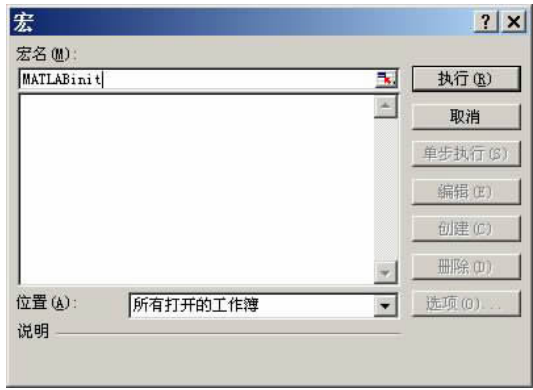 宏
宏名(M):
MATLABinit
执行(R)
取消
单步执行(S)
编辑(E)
创建(C)
删除(D)
位置(A):
所有打开的工作簿
选项(O)...
说明